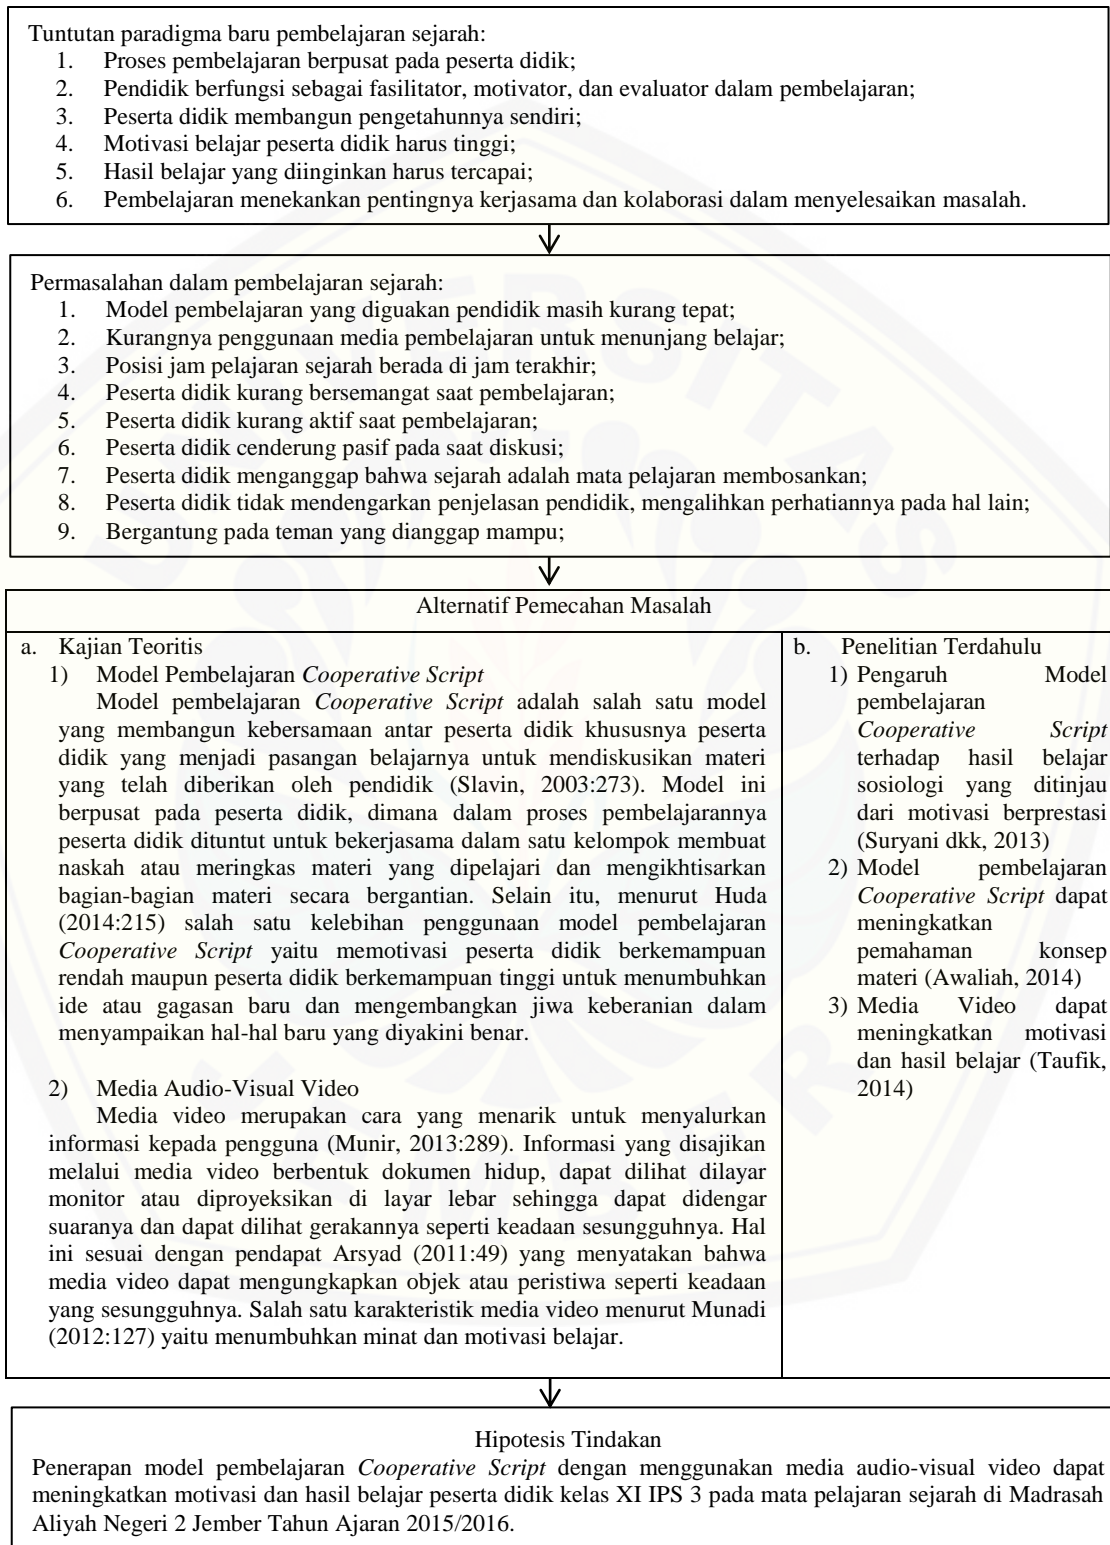 Tuntutan paradigma baru pembelajaran sejarah:
1. Proses pembelajaran berpusat pada peserta didik;
2. Pendidik berfungsi sebagai fasilitator, motivator, dan evaluator dalam pembelajaran;
3. Peserta didik membangun pengetahunnya sendiri;
4. Motivasi belajar peserta didik harus tinggi;
5. Hasil belajar yang diinginkan harus tercapai;
6. Pembelajaran menekankan pentingnya kerjasama dan kolaborasi dalam menyelesaikan masalah.
Permasalahan dalam pembelajaran sejarah:
1. Model pembelajaran yang diguakan pendidik masih kurang tepat;
2. Kurangnya penggunaan media pembelajaran untuk menunjang belajar;
3. Posisi jam pelajaran sejarah berada di jam terakhir;
4. Peserta didik kurang bersemangat saat pembelajaran;
5. Peserta didik kurang aktif saat pembelajaran;
6. Peserta didik cenderung pasif pada saat diskusi;
7. Peserta didik menganggap bahwa sejarah adalah mata pelajaran membosankan;
8. Peserta didik tidak mendengarkan penjelasan pendidik, mengalihkan perhatiannya pada hal lain;
9. Bergantung pada teman yang dianggap mampu;
Alternatif Pemecahan Masalah
a. Kajian Teoritis
1) Model Pembelajaran Cooperative Script
Model pembelajaran Cooperative Script adalah salah satu model
yang membangun kebersamaan antar peserta didik khususnya peserta
didik yang menjadi pasangan belajarnya untuk mendiskusikan materi
yang telah diberikan oleh pendidik (Slavin, 2003:273). Model ini
berpusat pada peserta didik, dimana dalam proses pembelajarannya
peserta didik dituntut untuk bekerjasama dalam satu kelompok membuat
naskah atau meringkas materi yang dipelajari dan mengikhtisarkan
bagian-bagian materi secara bergantian. Selain itu, menurut Huda
(2014:215) salah satu kelebihan penggunaan model pembelajaran
Cooperative Script yaitu memotivasi peserta didik berkemampuan
rendah maupun peserta didik berkemampuan tinggi untuk menumbuhkan
ide atau gagasan baru dan mengembangkan jiwa keberanian dalam
menyampaikan hal-hal baru yang diyakini benar.
2) Media Audio-Visual Video
Media video merupakan cara yang menarik untuk menyalurkan
informasi kepada pengguna (Munir, 2013:289). Informasi yang disajikan
melalui media video berbentuk dokumen hidup, dapat dilihat dilayar
monitor atau diproyeksikan di layar lebar sehingga dapat didengar
suaranya dan dapat dilihat gerakannya seperti keadaan sesungguhnya. Hal
ini sesuai dengan pendapat Arsyad (2011:49) yang menyatakan bahwa
media video dapat mengungkapkan objek atau peristiwa seperti keadaan
yang sesungguhnya. Salah satu karakteristik media video menurut Munadi
(2012:127) yaitu menumbuhkan minat dan motivasi belajar.
b. Penelitian Terdahulu
1) Pengaruh Model
pembelajaran
Cooperative Script
terhadap hasil belajar
sosiologi yang ditinjau
dari motivasi berprestasi
(Suryani dkk, 2013)
2) Model pembelajaran
Cooperative Script dapat
meningkatkan
pemahaman konsep
materi (Awaliah, 2014)
3) Media Video dapat
meningkatkan motivasi
dan hasil belajar (Taufik,
2014)
Hipotesis Tindakan
Penerapan model pembelajaran Cooperative Script dengan menggunakan media audio-visual video dapat
meningkatkan motivasi dan hasil belajar peserta didik kelas XI IPS 3 pada mata pelajaran sejarah di Madrasah
Aliyah Negeri 2 Jember Tahun Ajaran 2015/2016.
UNIVERSITAS
JEMBER